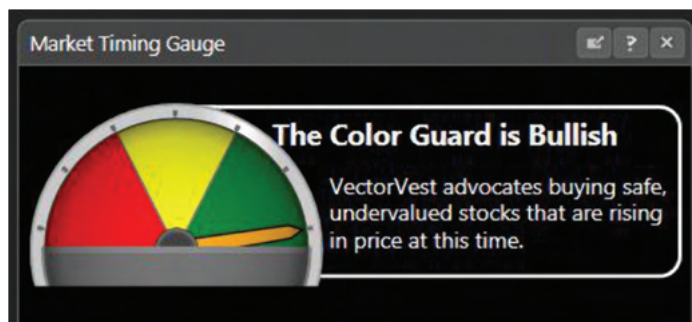 Market Timing Gauge
?
The Color Guard is Bullish
VectorVest advocates buying safe,
undervalued stocks that are rising
in price at this time.